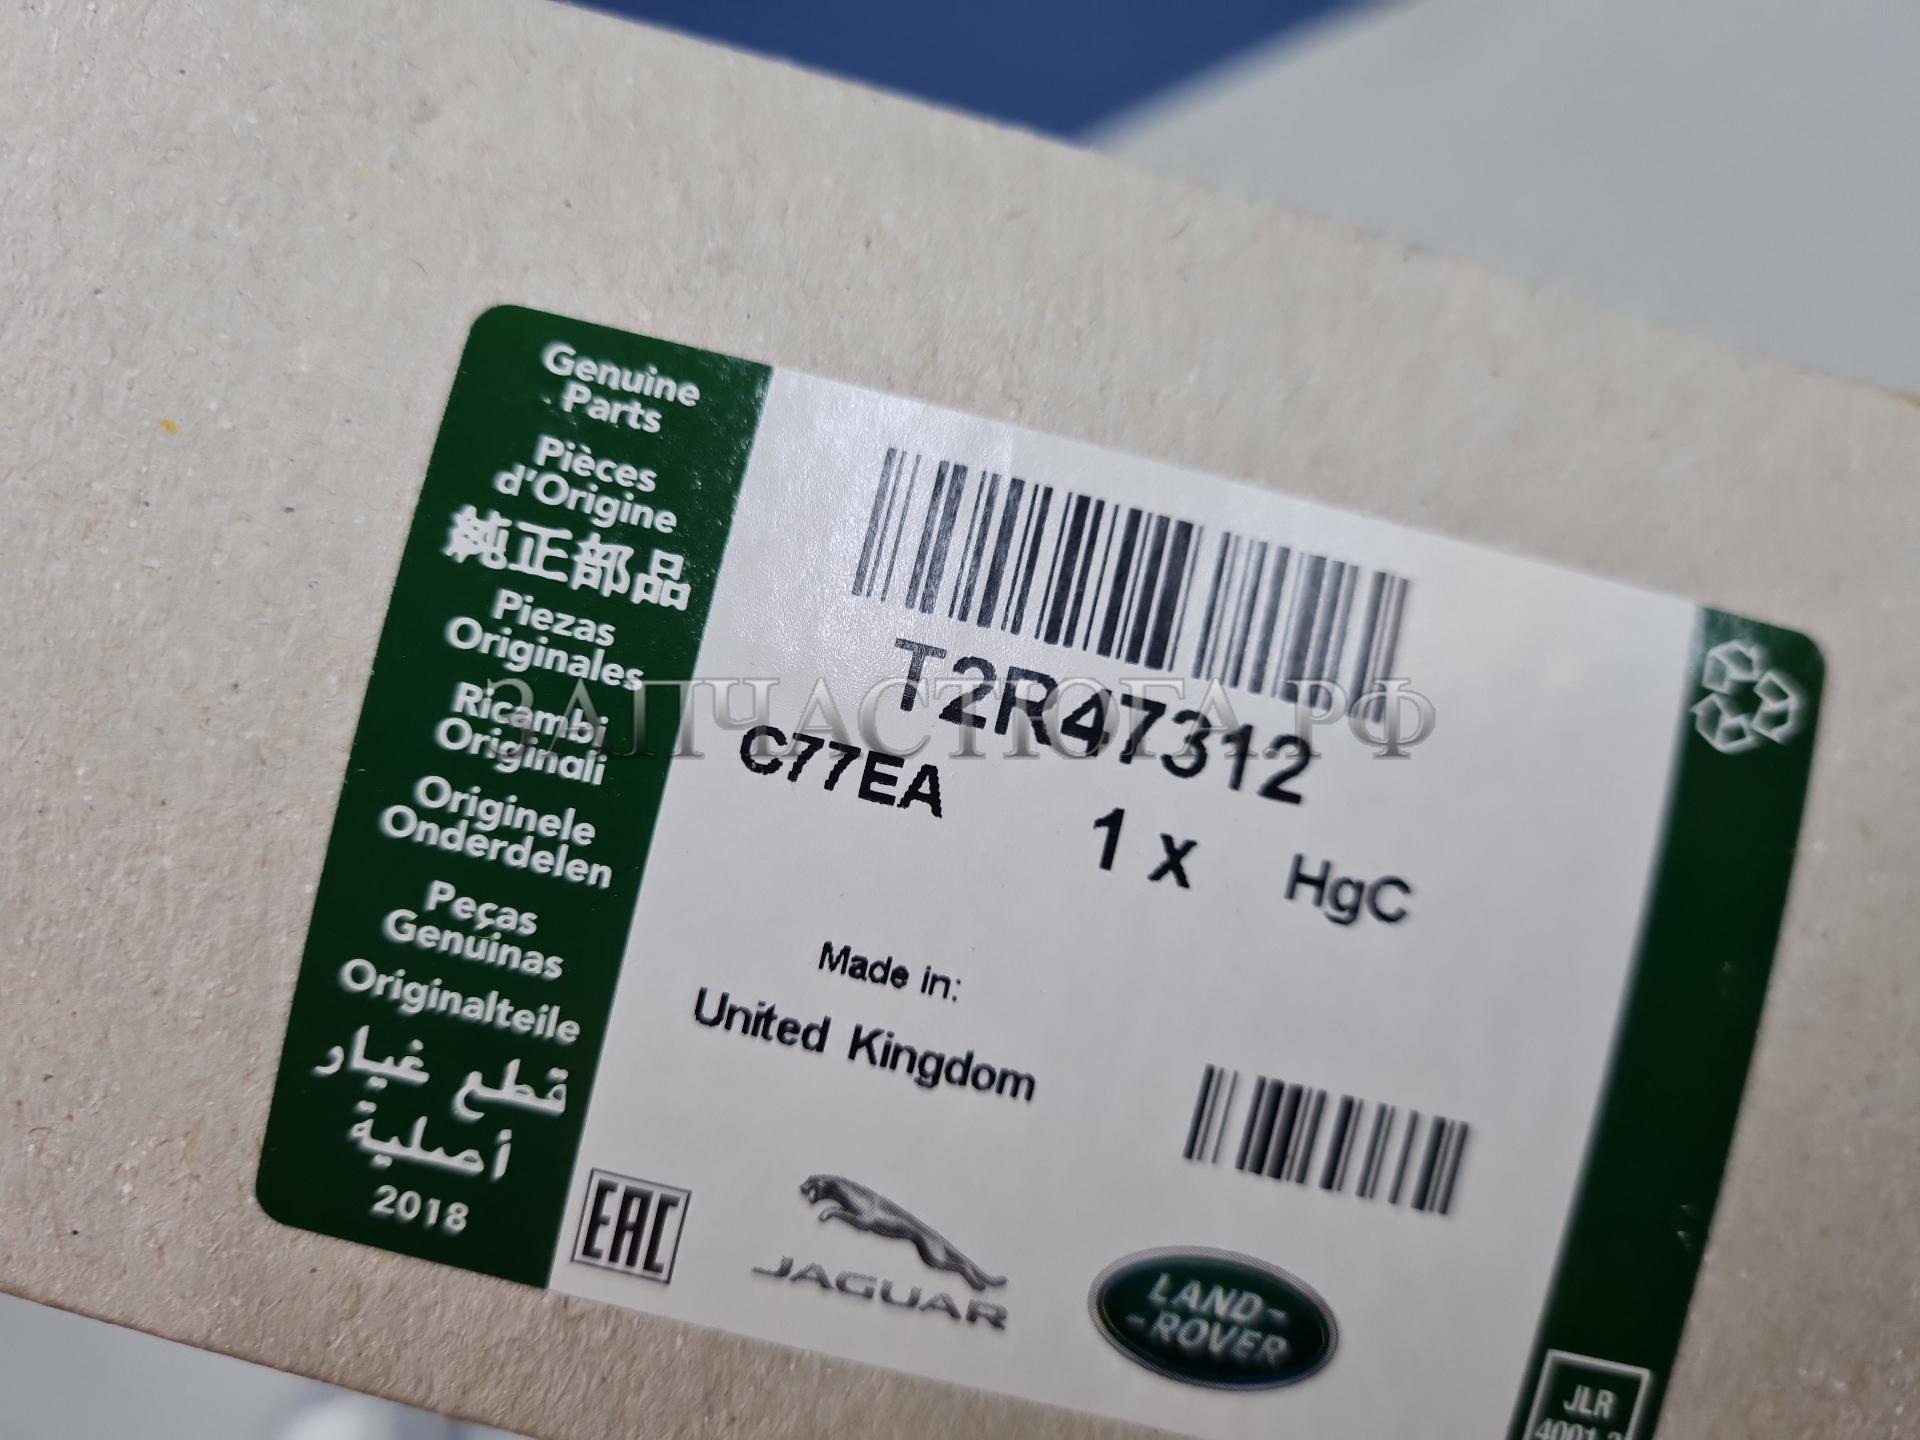 Genuine
Parts
Pièces
d'Origine
純正部品
Piezas
Originales
Ricambi
Originali
Originele
Onderdelen
Peças
Genuínas
Originalteile
قطع غيار
أصلية
2018
T2R47312
C77EA
1 x HgC
Made in:
United Kingdom
EAC
JAGUAR
LAND-
-ROVER
JLR
ЗАПЧАСТЮГА.РФ